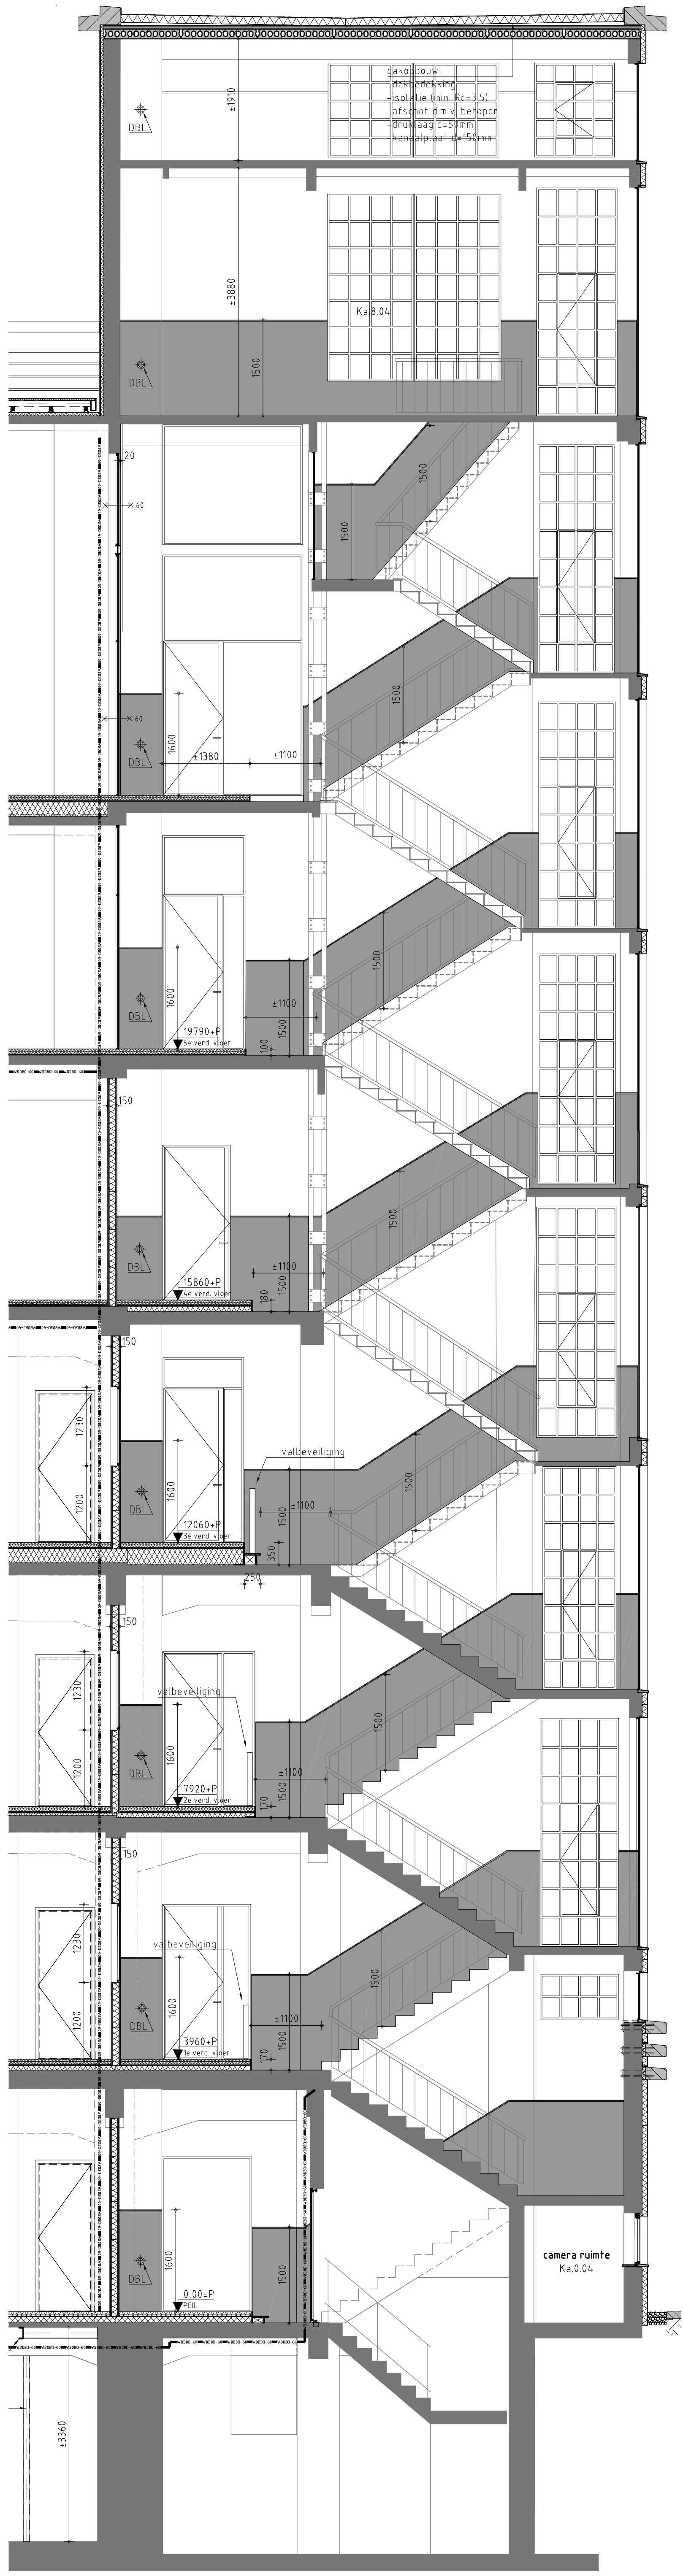 dakopbouw:
-dakbedekking
-isolatie (min. Rc=3,5)
-afschot d.m.v. befopor
-druklaag d=50mm
-kanaalplaat d=150mm
±1910
DBL
±3880
Ka.8.04
1500
DBL
20
1500
1500
60
1500
60
1600
DBL
±1380
±1100
1500
1600
DBL
±1100
19790+P
5e verd. vloer
1500
100
150
1500
DBL
±1100
15860+P
4e verd. vloer
1500
180
150
1230
valbeveiliging
1500
1600
DBL
1200
1500
±1100
12060+P
3e verd. vloer
350
250
150
1230
valbeveiliging
1500
1600
DBL
1200
±1100
7920+P
2e verd. vloer
1500
170
150
1230
valbeveiliging
1500
1600
DBL
1200
±1100
3960+P
1e verd. vloer
1500
170
1600
DBL
1500
camera ruimte
Ka.0.04
0,00=P
PEIL
±3360